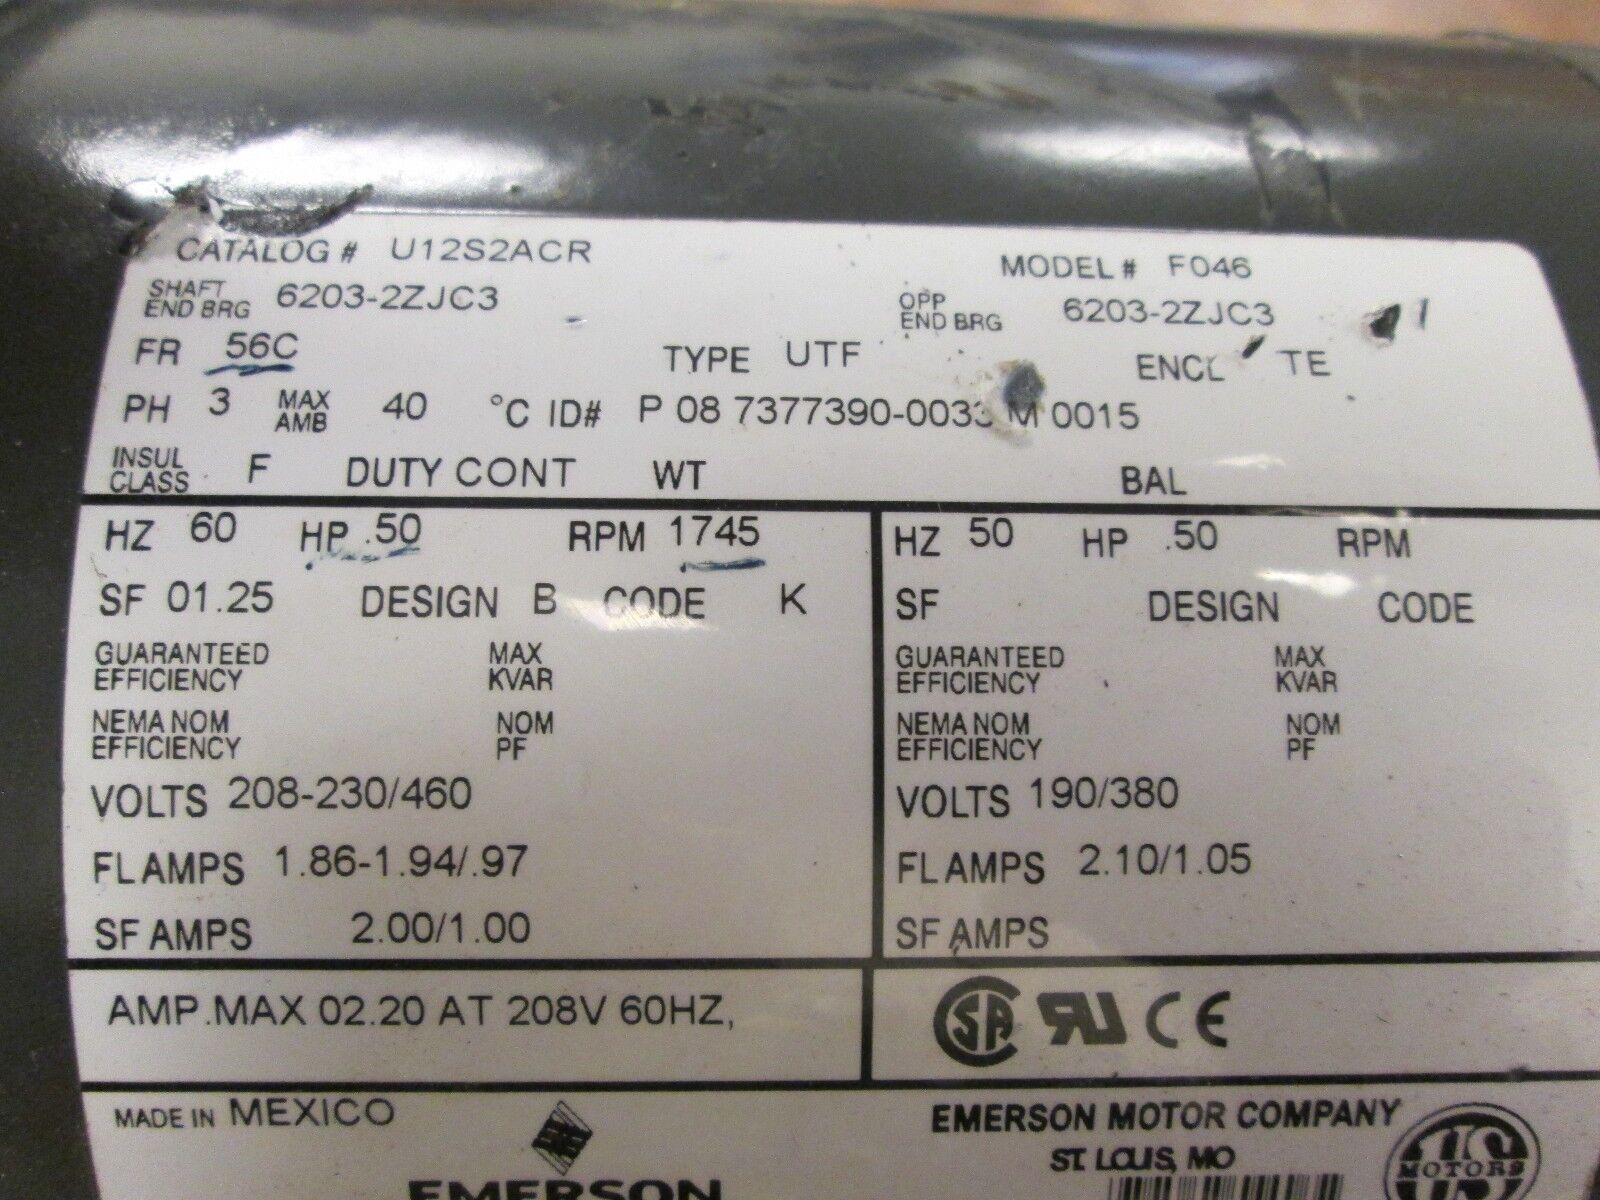 CATALOG # U12S2ACR MODEL # F046
SHAFT END BRG 6203-2ZJC3 OPP END BRG 6203-2ZJC3
FR 56C TYPE UTF ENCL TE
PH 3 MAX AMB 40 °C ID# P 08 7377390-0033 M 0015
INSUL CLASS F DUTY CONT WT BAL
HZ 60 HP .50 RPM 1745
SF 01.25 DESIGN B CODE K
GUARANTEED EFFICIENCY MAX KVAR
NEMA NOM EFFICIENCY NOM PF
VOLTS 208-230/460
FL AMPS 1.86-1.94/.97
SF AMPS 2.00/1.00
HZ 50 HP .50 RPM
SF DESIGN CODE
GUARANTEED EFFICIENCY MAX KVAR
NEMA NOM EFFICIENCY NOM PF
VOLTS 190/380
FL AMPS 2.10/1.05
SF AMPS
AMP.MAX 02.20 AT 208V 60HZ,
CSA RU CE
MADE IN MEXICO
EMERSON
EMERSON MOTOR COMPANY
ST. LOUIS, MO
MOTORS